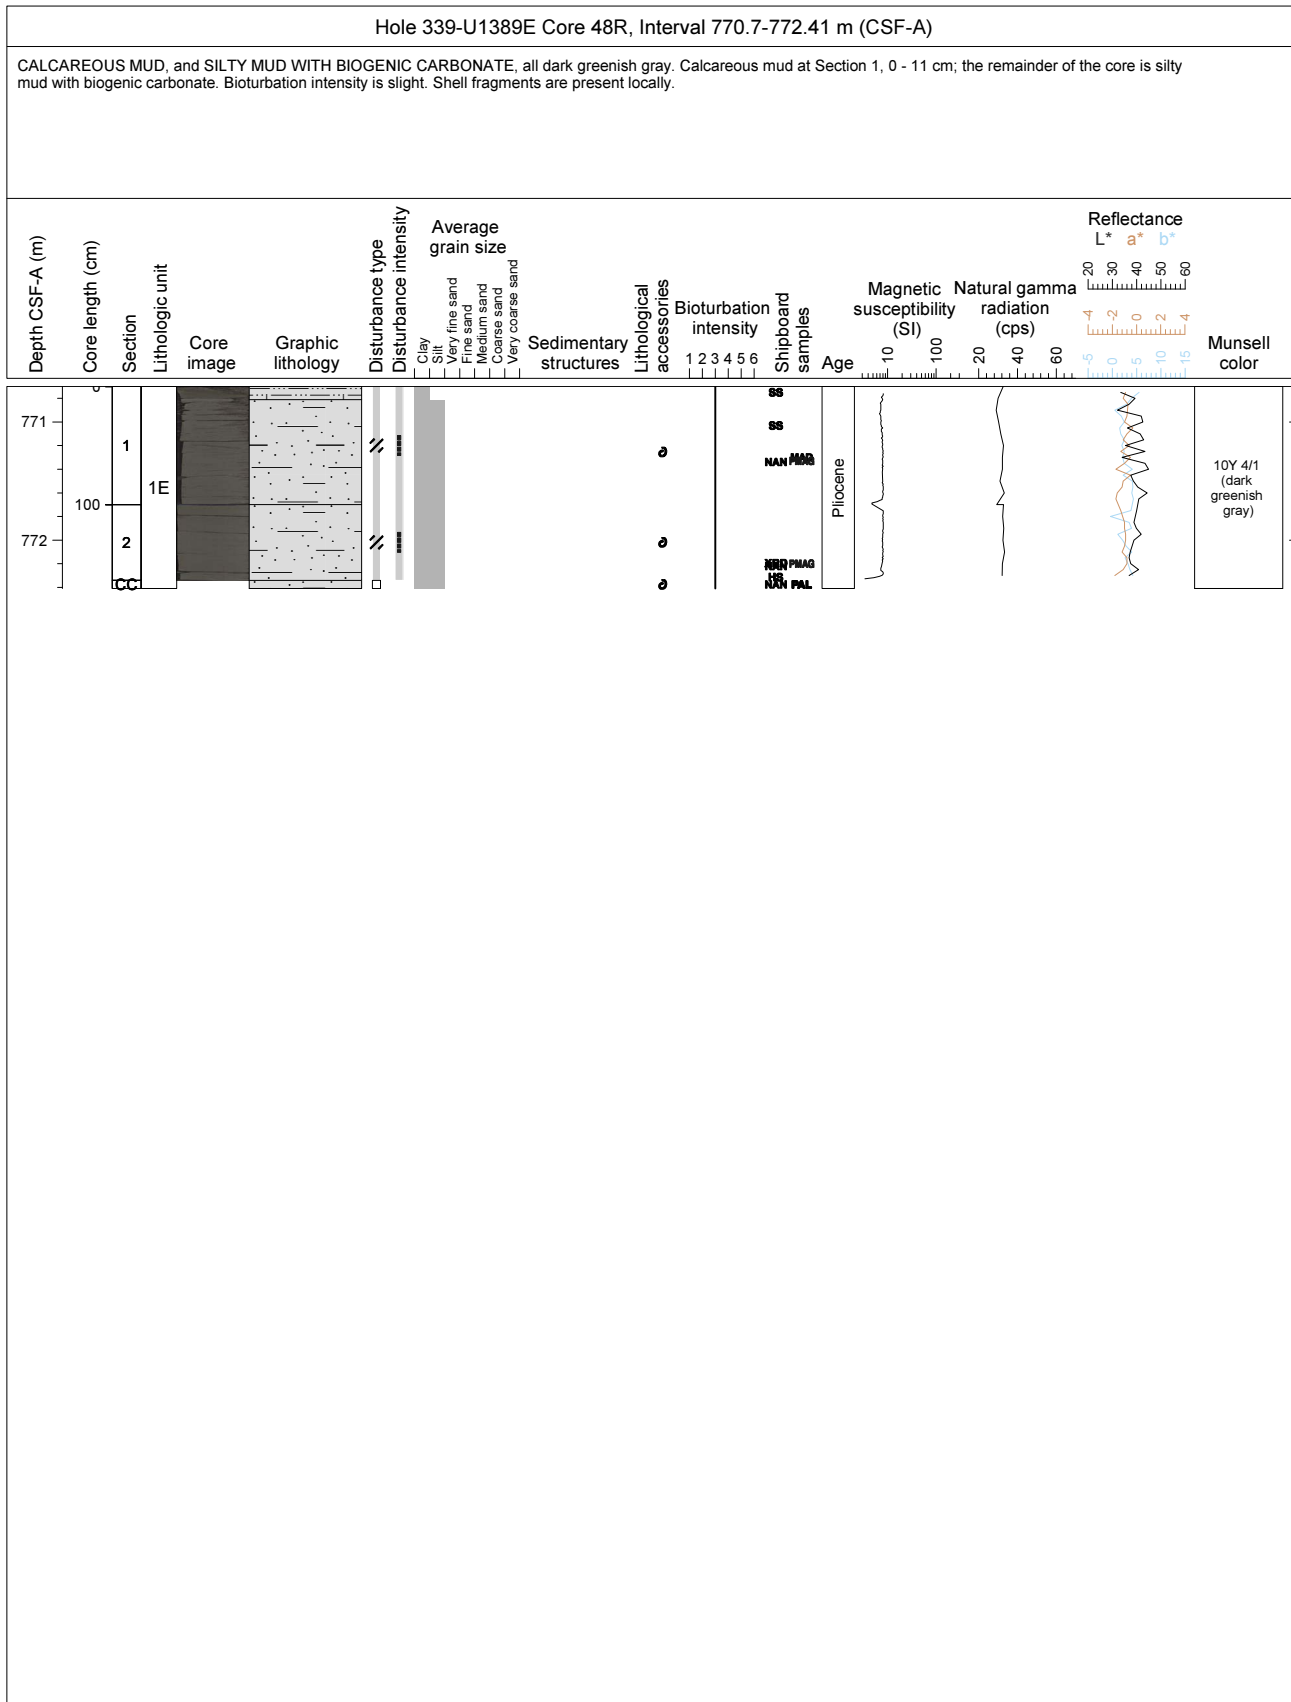 Hole 339-U1389E Core 48R, Interval 770.7-772.41 m (CSF-A)
CALCAREOUS MUD, and SILTY MUD WITH BIOGENIC CARBONATE, all dark greenish gray. Calcareous mud at Section 1, 0 - 11 cm; the remainder of the core is silty
mud with biogenic carbonate. Bioturbation intensity is slight. Shell fragments are present locally.
Depth CSF-A (m)
Core length (cm)
Section
Lithologic unit
Core
image
Graphic
lithology
Disturbance type
Disturbance intensity
Average
grain size
Clay
Silt
Very fine sand
Fine sand
Medium sand
Coarse sand
Very coarse sand
Sedimentary
structures
Lithological
accessories
Bioturbation
intensity
1 2 3 4 5 6
Shipboard
samples
Age
Magnetic
susceptibility
(SI)
10 100
Natural gamma
radiation
(cps)
20 40 60
Reflectance
L* a* b*
20 30 40 50 60
-4 -2 0 2 4
-5 0 5 10 15
Munsell
color
771
772
0
100
1
2
CC
1E
SS
SS
NAN
MAD
PMAG
NAN
PMAG
HS
NAN PAL
Pliocene
10Y 4/1
(dark
greenish
gray)